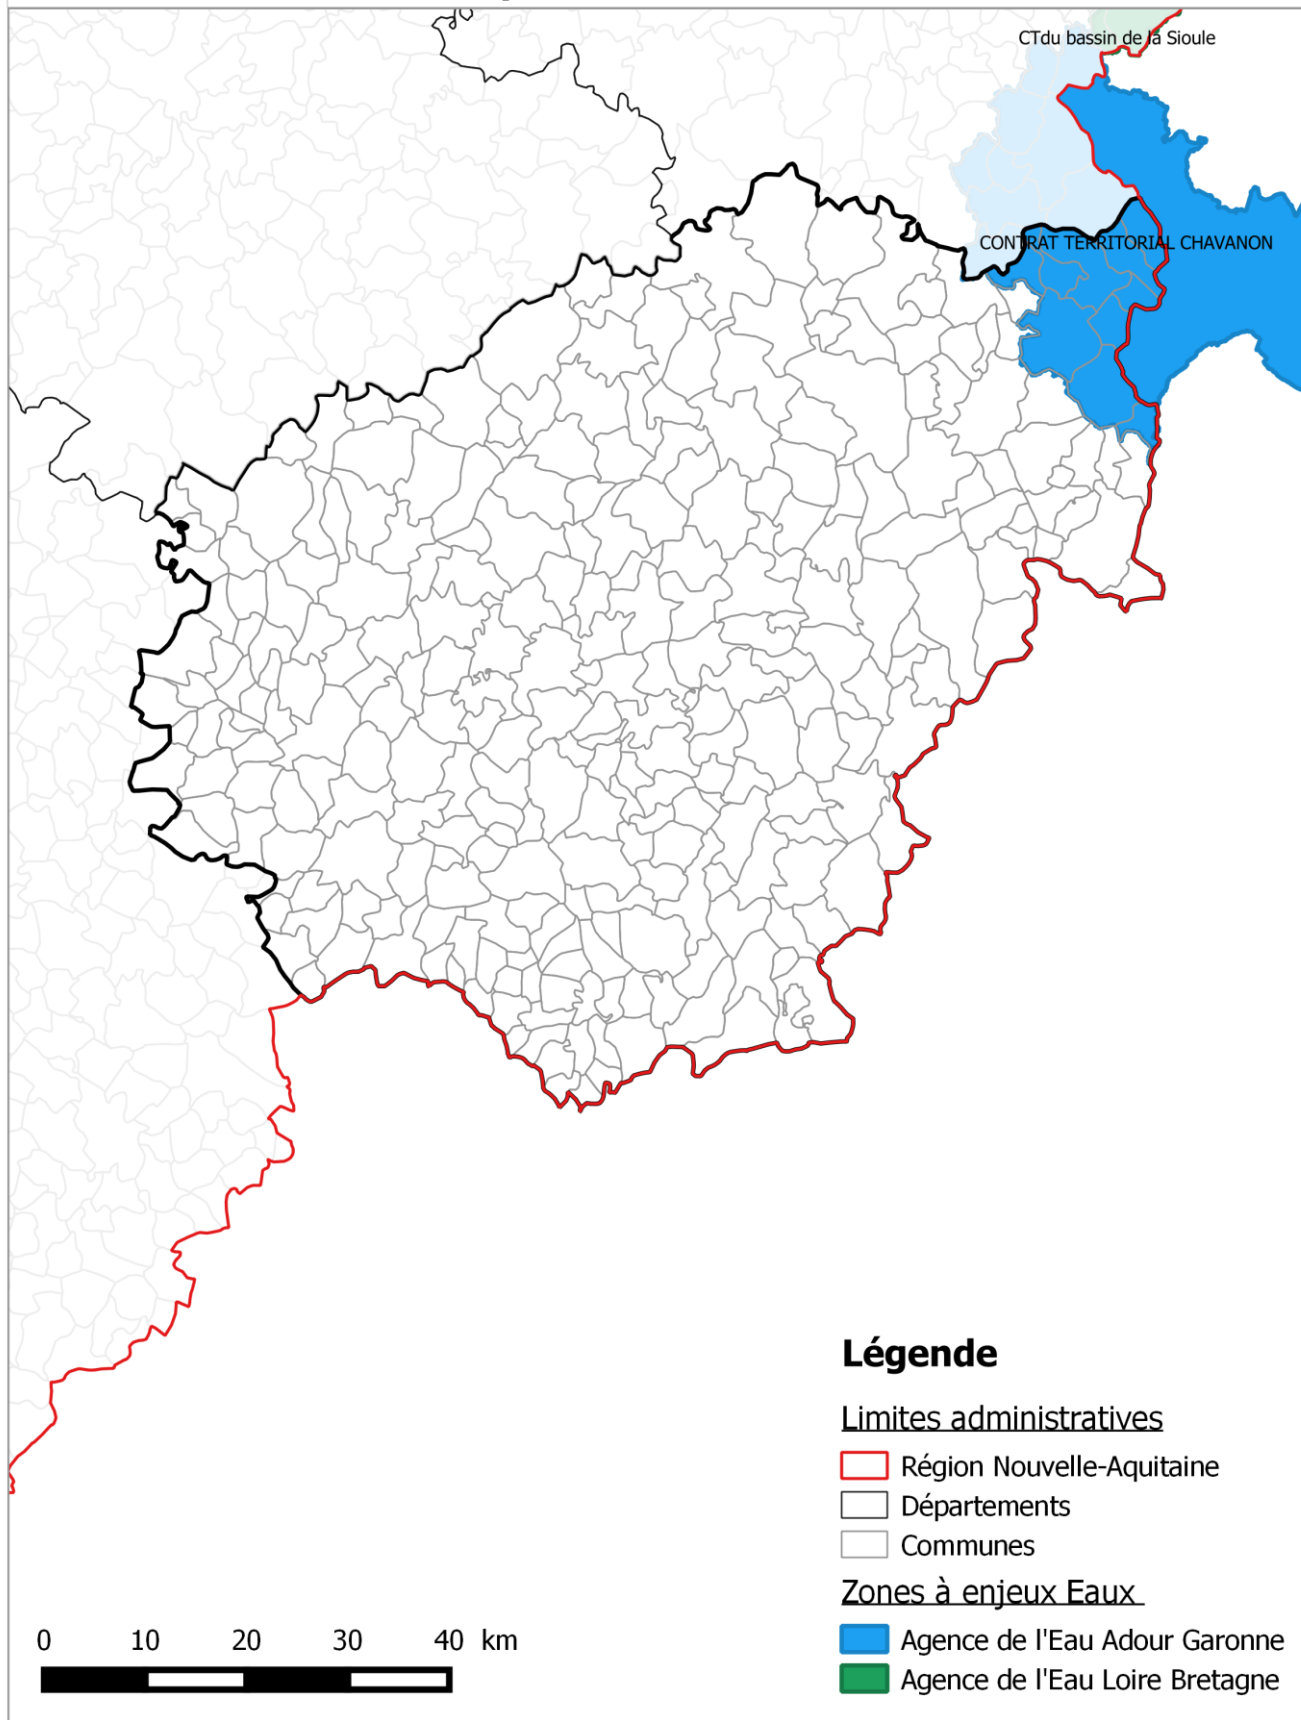 CTdu bassin de la Sioule
CONTRAT TERRITORIAL CHAVANON
Légende
Limites administratives
Région Nouvelle-Aquitaine
Départements
Communes
Zones à enjeux Eaux
Agence de l'Eau Adour Garonne
Agence de l'Eau Loire Bretagne
0 10 20 30 40 km